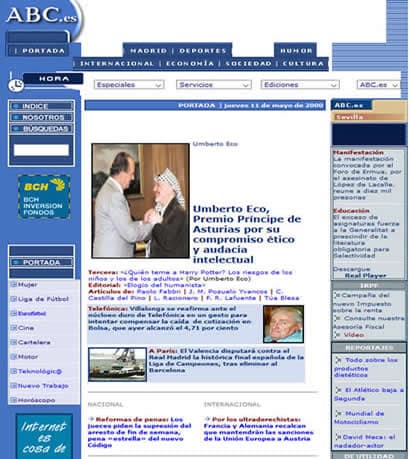 ABC.es
| PORTADA
MADRID | DEPORTES
HUMOR
| INTERNACIONAL | ECONOMÍA | SOCIEDAD | CULTURA
HORA
Especiales
Servicios
Ediciones
ABC.es
INDICE
NOSOTROS
BÚSQUEDAS
BCH
BCH
INVERSION
FONDOS
PORTADA
Mujer
Liga de Fútbol
Eurofútbol
Cine
Cartelera
Motor
Teknológic@
Nuevo Trabajo
Horóscopo
Internet
es
cosa de
PORTADA | jueves 11 de mayo de 2000
Umberto Eco
Umberto Eco,
Premio Príncipe de
Asturias por su
compromiso ético
y audacia
intelectual
Tercera: «¿Quién teme a Harry Potter? Los riesgos de los
niños y los de los adultos» (Por Umberto Eco)
Editorial: «Elogio del humanista»
Artículos de: Paolo Fabbri | J. M. Pozuelo Yvancos | C.
Castilla del Pino | L. Racionero | F. R. Lafuente | Túa Blesa
Telefónica: Villalonga se reafirma ante el
núcleo duro de Telefónica en un gesto para
intentar compensar la caída de cotización en
Bolsa, que ayer alcanzó el 4,71 por ciento
A París: El Valencia disputará contra el
Real Madrid la histórica final española de la
Liga de Campeones, tras eliminar al
Barcelona
NACIONAL
Reformas de penas: Los
jueces piden la supresión del
arresto de fin de semana,
pena «estrella» del nuevo
Código
INTERNACIONAL
Por los ultraderechistas:
Francia y Alemania recalcan
que mantendrán las sanciones
de la Unión Europea a Austria
ABC.es
Sevilla
Manifestación
La manifestación
convocada por el
Foro de Ermua, por
el asesinato de
López de Lacalle,
reúne a diez mil
personas
Educación
El exceso de
asignaturas fuerza a
la Generalitat a
prescindir de la
literatura
obligatoria para
Selectividad
Descargue
Real Player
IRPF
Campaña del
nuevo Impuesto
sobre la renta
Consulte nuestra
Asesoría Fiscal
Vídeo
REPORTAJES
Todo sobre los
productos
dietéticos
El Atlético baja a
Segunda
Mundial de
Motociclismo
David Meca: el
nadador-actor
DE UTILIDAD